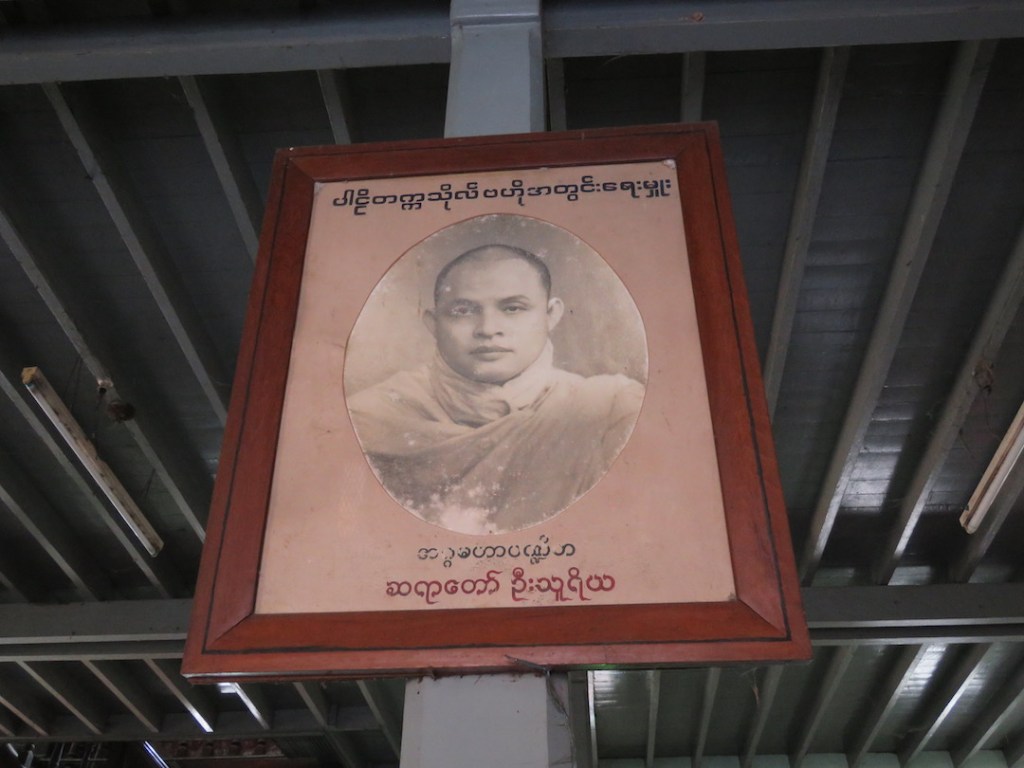 ပါဠိတက္ကသိုလ် ဗဟိုအတွင်းရေးမှူး
အဂ္ဂမဟာပဏ္ဍိတ
ဆရာတော် ဦးသူရိယ